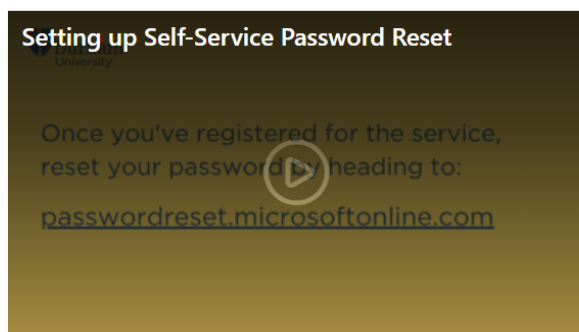 Setting up Self-Service Password Reset
University
Once you've registered for the service,
reset your password by heading to:
passwordreset.microsoftonline.com